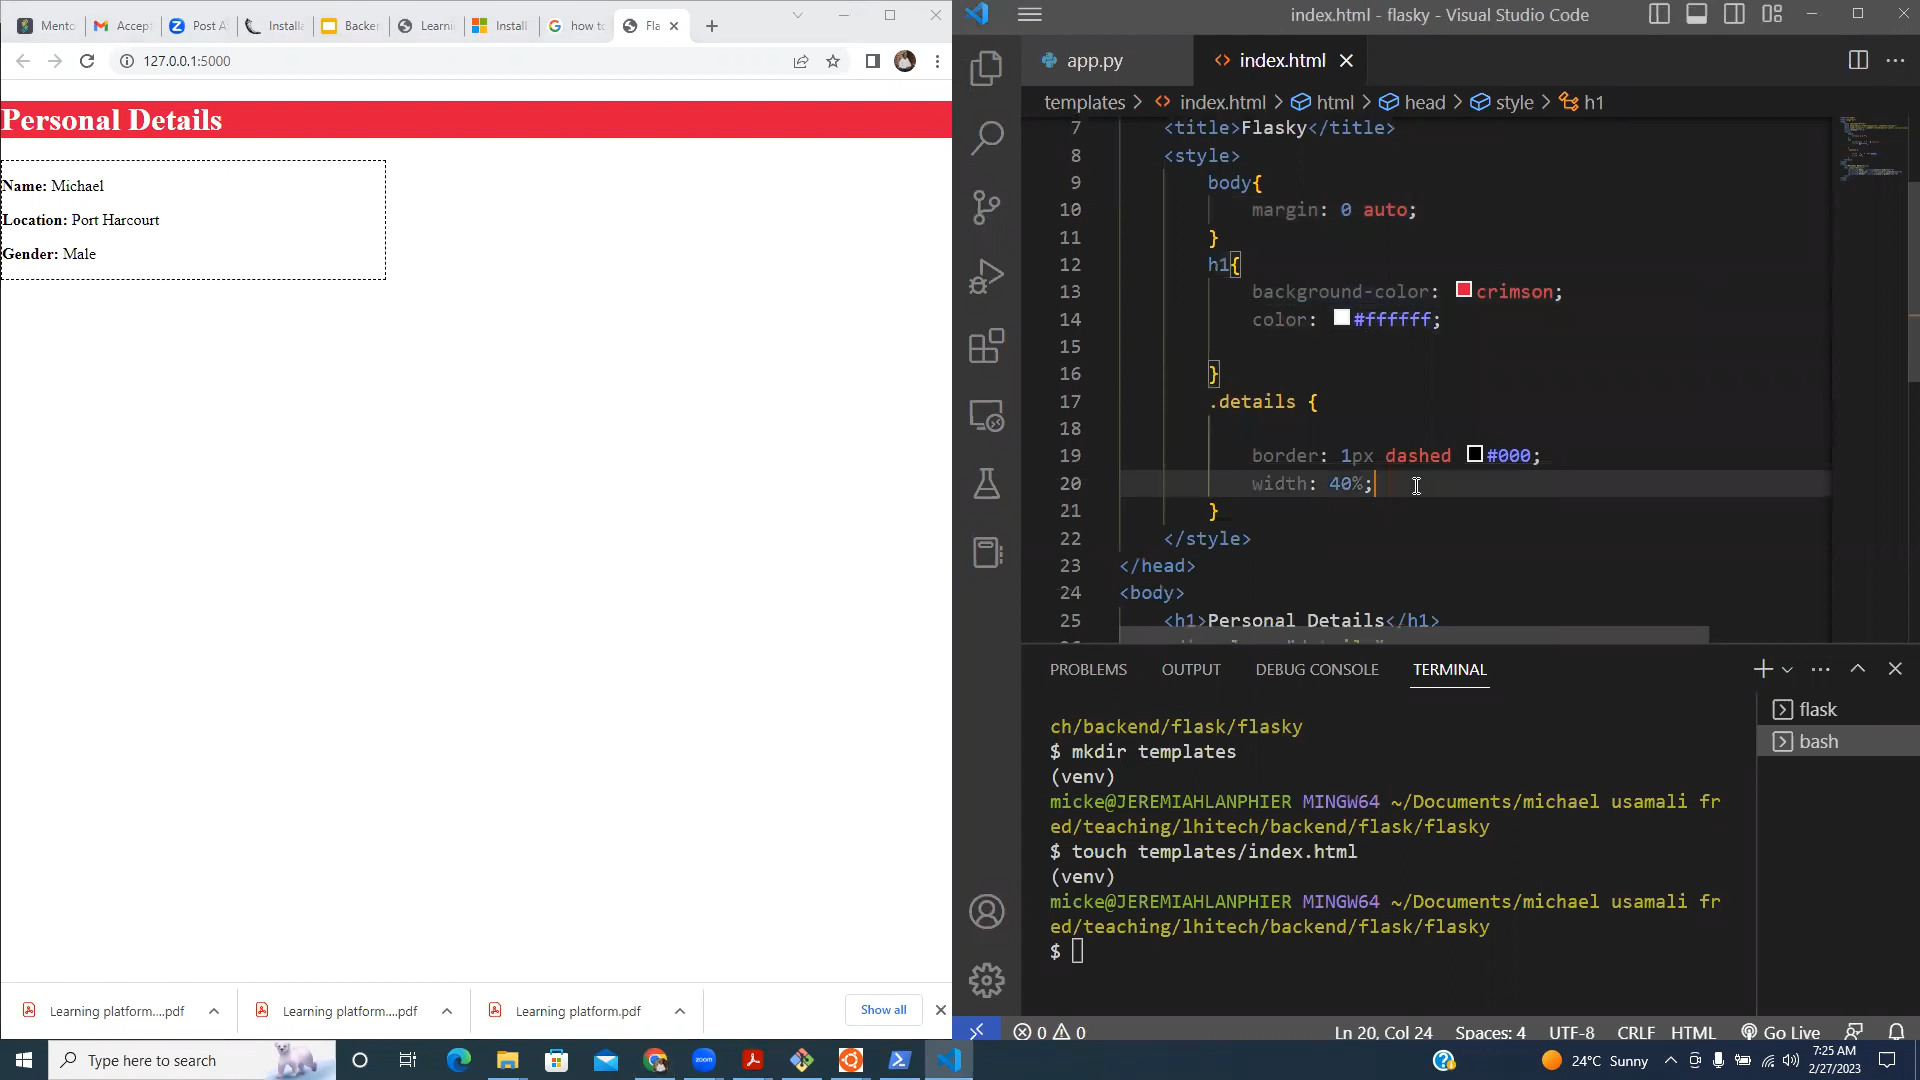 Mento
Accept
Post A
Installa
Backer
Learni
Install
how to
Fla
127.0.0.1:5000
Personal Details
Name: Michael
Location: Port Harcourt
Gender: Male
Learning platform....pdf
Learning platform....pdf
Learning platform.pdf
Show all
index.html - flasky - Visual Studio Code
app.py
index.html
templates > index.html > html > head > style > h1
7 <title>Flasky</title>
8 <style>
9 body{
10 margin: 0 auto;
11 }
12 h1{
13 background-color: crimson;
14 color: #ffffff;
15
16 }
17 .details {
18
19 border: 1px dashed #000;
20 width: 40%;
21 }
22 </style>
23 </head>
24 <body>
25 <h1>Personal Details</h1>
PROBLEMS
OUTPUT
DEBUG CONSOLE
TERMINAL
ch/backend/flask/flasky
$ mkdir templates
(venv)
micke@JEREMIAHLANPHIER MINGW64 ~/Documents/michael usamali fr
ed/teaching/lhitech/backend/flask/flasky
$ touch templates/index.html
(venv)
micke@JEREMIAHLANPHIER MINGW64 ~/Documents/michael usamali fr
ed/teaching/lhitech/backend/flask/flasky
$
flask
bash
0 0
Ln 20, Col 24
Spaces: 4
UTF-8
CRLF
HTML
Go Live
Type here to search
zoom
24°C Sunny
7:25 AM
2/27/2023